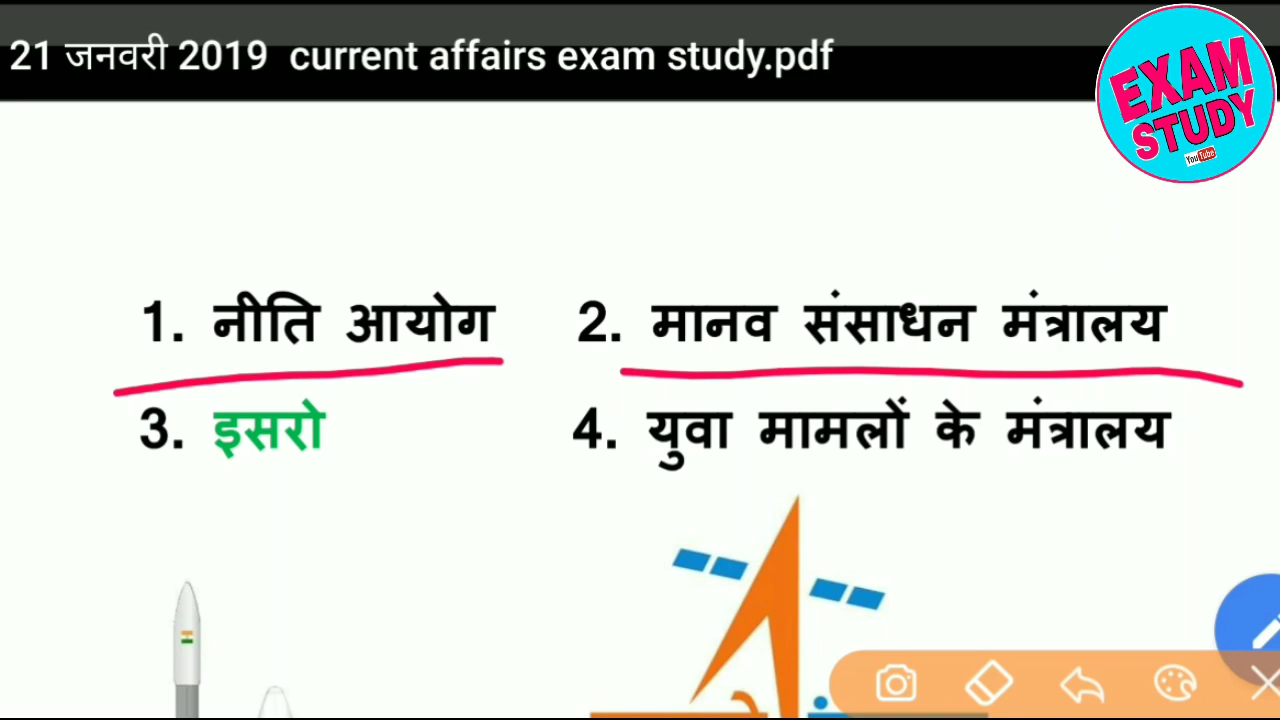 21 जनवरी 2019 current affairs exam study.pdf
EXAM
STUDY
YouTube
1. नीति आयोग 2. मानव संसाधन मंत्रालय
3. इसरो 4. युवा मामलों के मंत्रालय